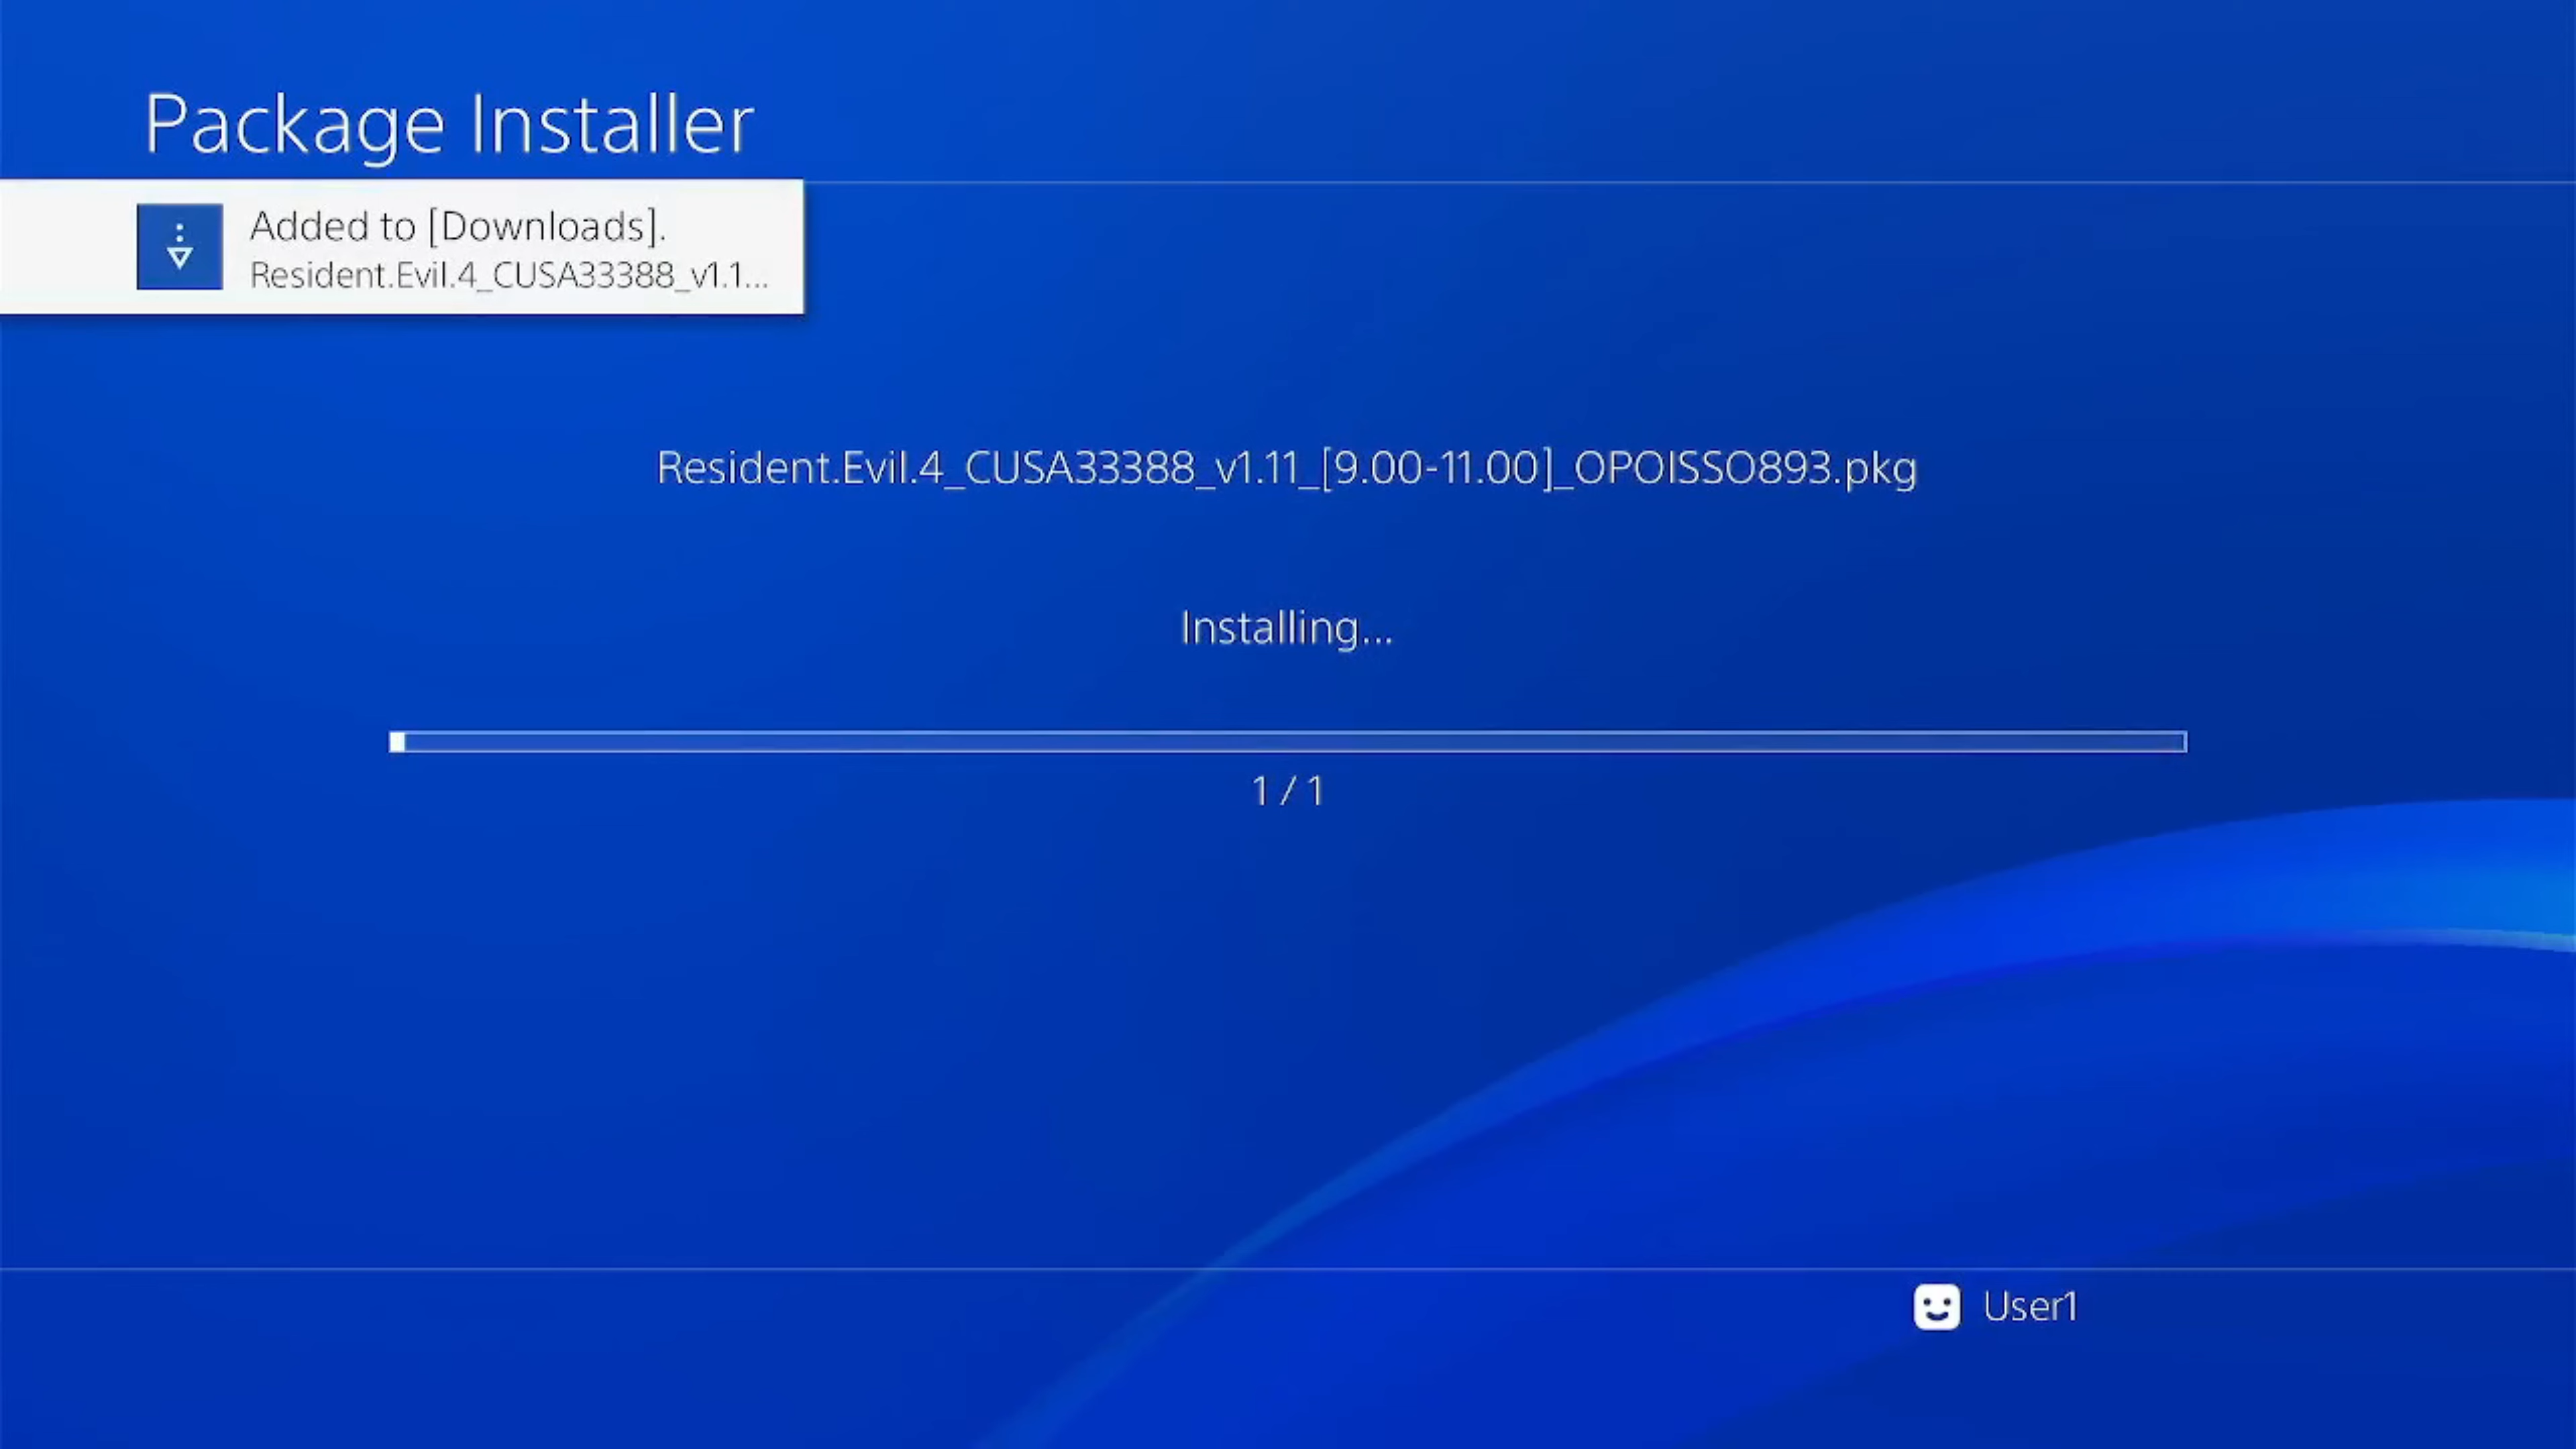 Package Installer
Added to [Downloads].
Resident.Evil.4_CUSA33388_v1.1...
Resident.Evil.4_CUSA33388_v1.11_[9.00-11.00]_OPOISSO893.pkg
Installing...
1 / 1
User1